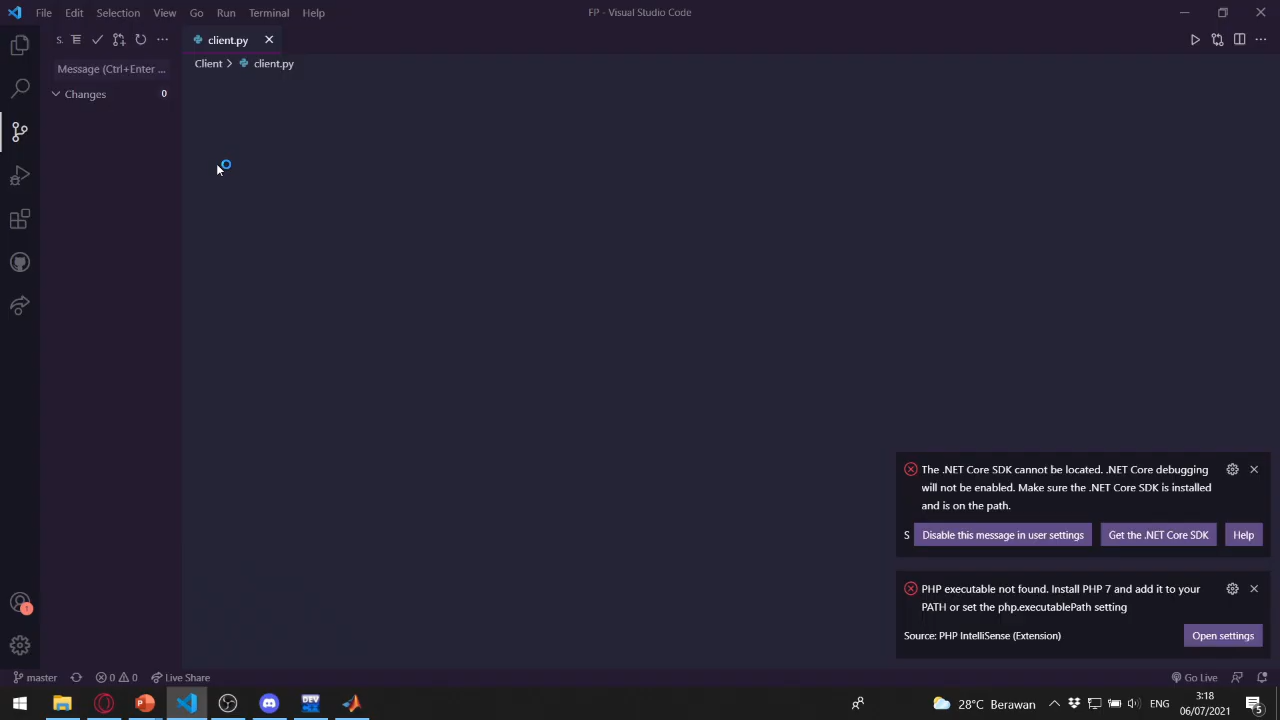 File Edit Selection View Go Run Terminal Help
FP - Visual Studio Code
S.
client.py
Message (Ctrl+Enter ...
Client > client.py
Changes 0
The .NET Core SDK cannot be located. .NET Core debugging
will not be enabled. Make sure the .NET Core SDK is installed
and is on the path.
S
Disable this message in user settings
Get the .NET Core SDK
Help
PHP executable not found. Install PHP 7 and add it to your
PATH or set the php.executablePath setting
Source: PHP IntelliSense (Extension)
Open settings
1
master
0
0
Live Share
Go Live
DEV
28°C Berawan
ENG
3:18
06/07/2021
5